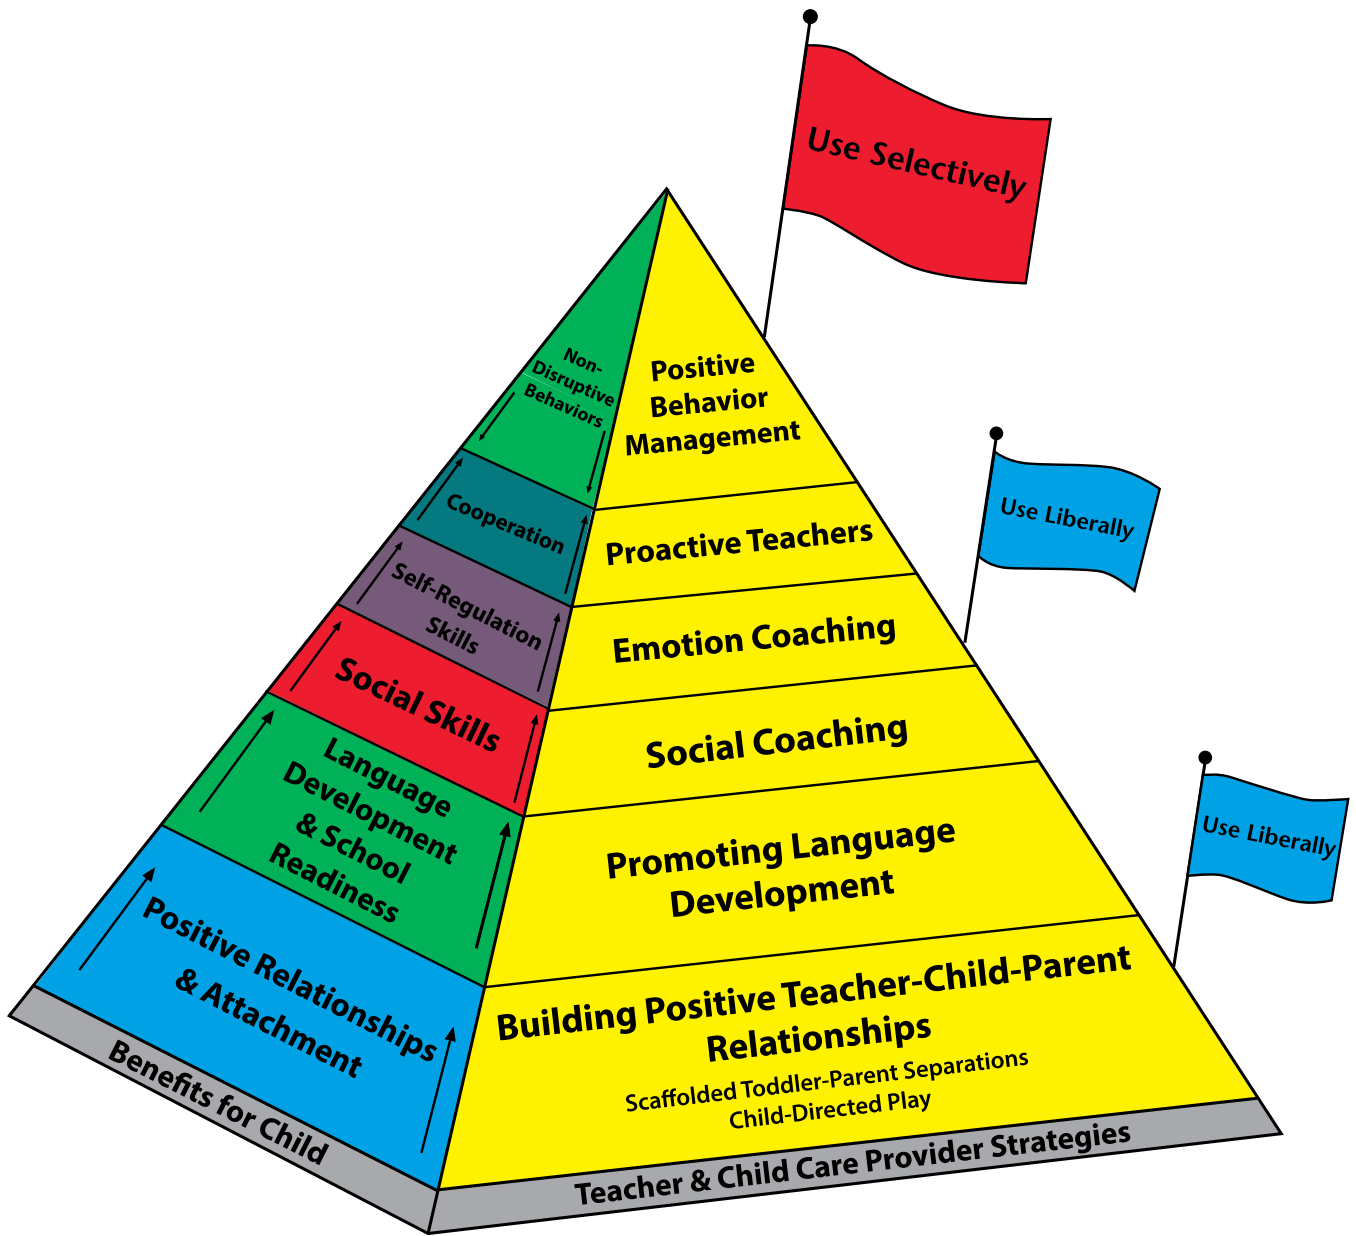 Use Selectively
Non-
Disruptive
Behaviors
Positive
Behavior
Management
Use Liberally
Cooperation
Proactive Teachers
Self-Regulation
Skills
Emotion Coaching
Social Skills
Social Coaching
Use Liberally
Language
Development
& School
Readiness
Promoting Language
Development
Positive Relationships
& Attachment
Building Positive Teacher-Child-Parent
Relationships
Scaffolded Toddler-Parent Separations
Child-Directed Play
Benefits for Child
Teacher & Child Care Provider Strategies